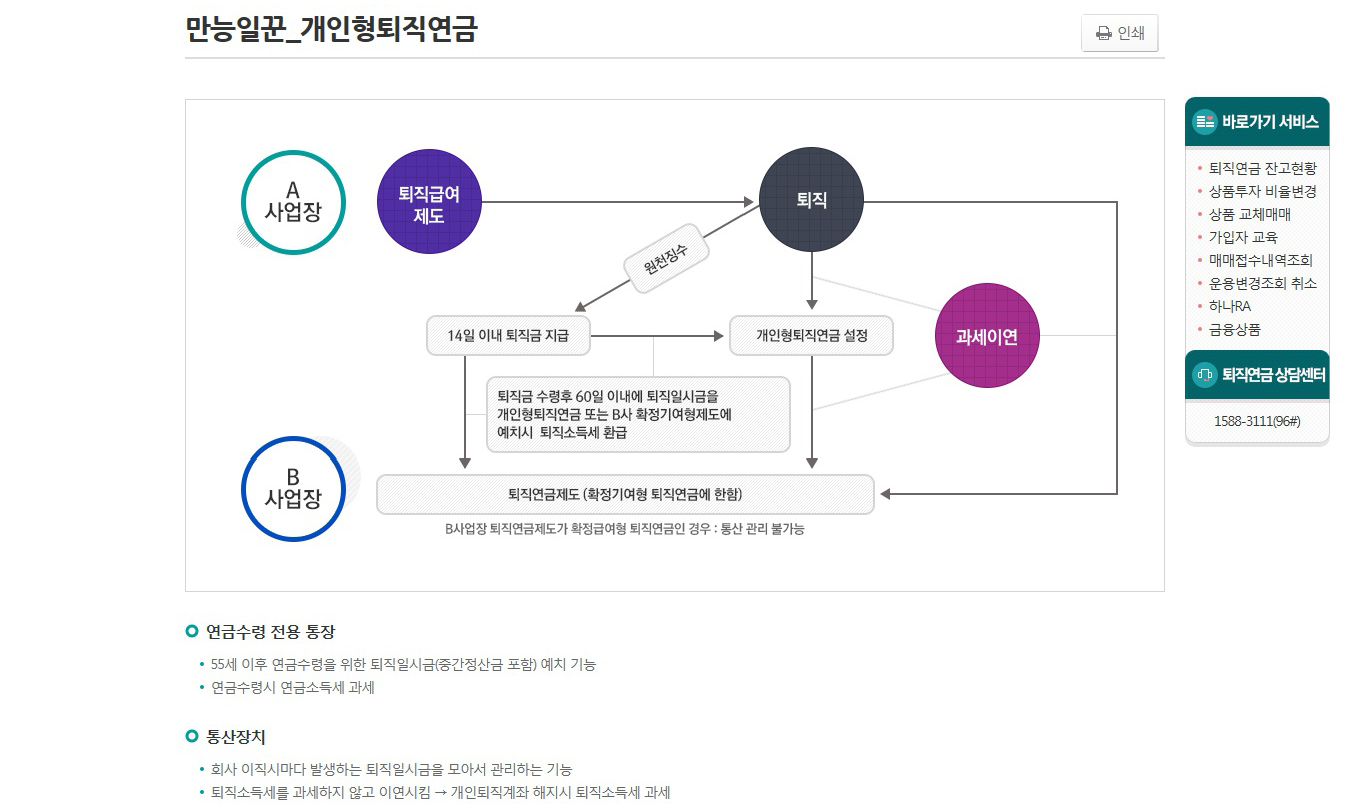 만능일꾼_개인형퇴직연금
인쇄
A
사업장
퇴직급여
제도
퇴직
원천징수
14일 이내 퇴직금 지급
개인형퇴직연금 설정
과세이연
퇴직금 수령후 60일 이내에 퇴직일시금을
개인형퇴직연금 또는 B사 확정기여형제도에
예치시 퇴직소득세 환급
B
사업장
퇴직연금제도 (확정기여형 퇴직연금에 한함)
B사업장 퇴직연금제도가 확정급여형 퇴직연금인 경우 : 통산 관리 불가능
연금수령 전용 통장
• 55세 이후 연금수령을 위한 퇴직일시금(중간정산금 포함) 예치 기능
• 연금수령시 연금소득세 과세
통산장치
• 회사 이직시마다 발생하는 퇴직일시금을 모아서 관리하는 기능
• 퇴직소득세를 과세하지 않고 이연시킴 → 개인퇴직계좌 해지시 퇴직소득세 과세
바로가기 서비스
• 퇴직연금 잔고현황
• 상품투자 비율변경
• 상품 교체매매
• 가입자 교육
• 매매접수내역조회
• 운용변경조회 취소
• 하나RA
• 금융상품
퇴직연금 상담센터
1588-3111(96#)